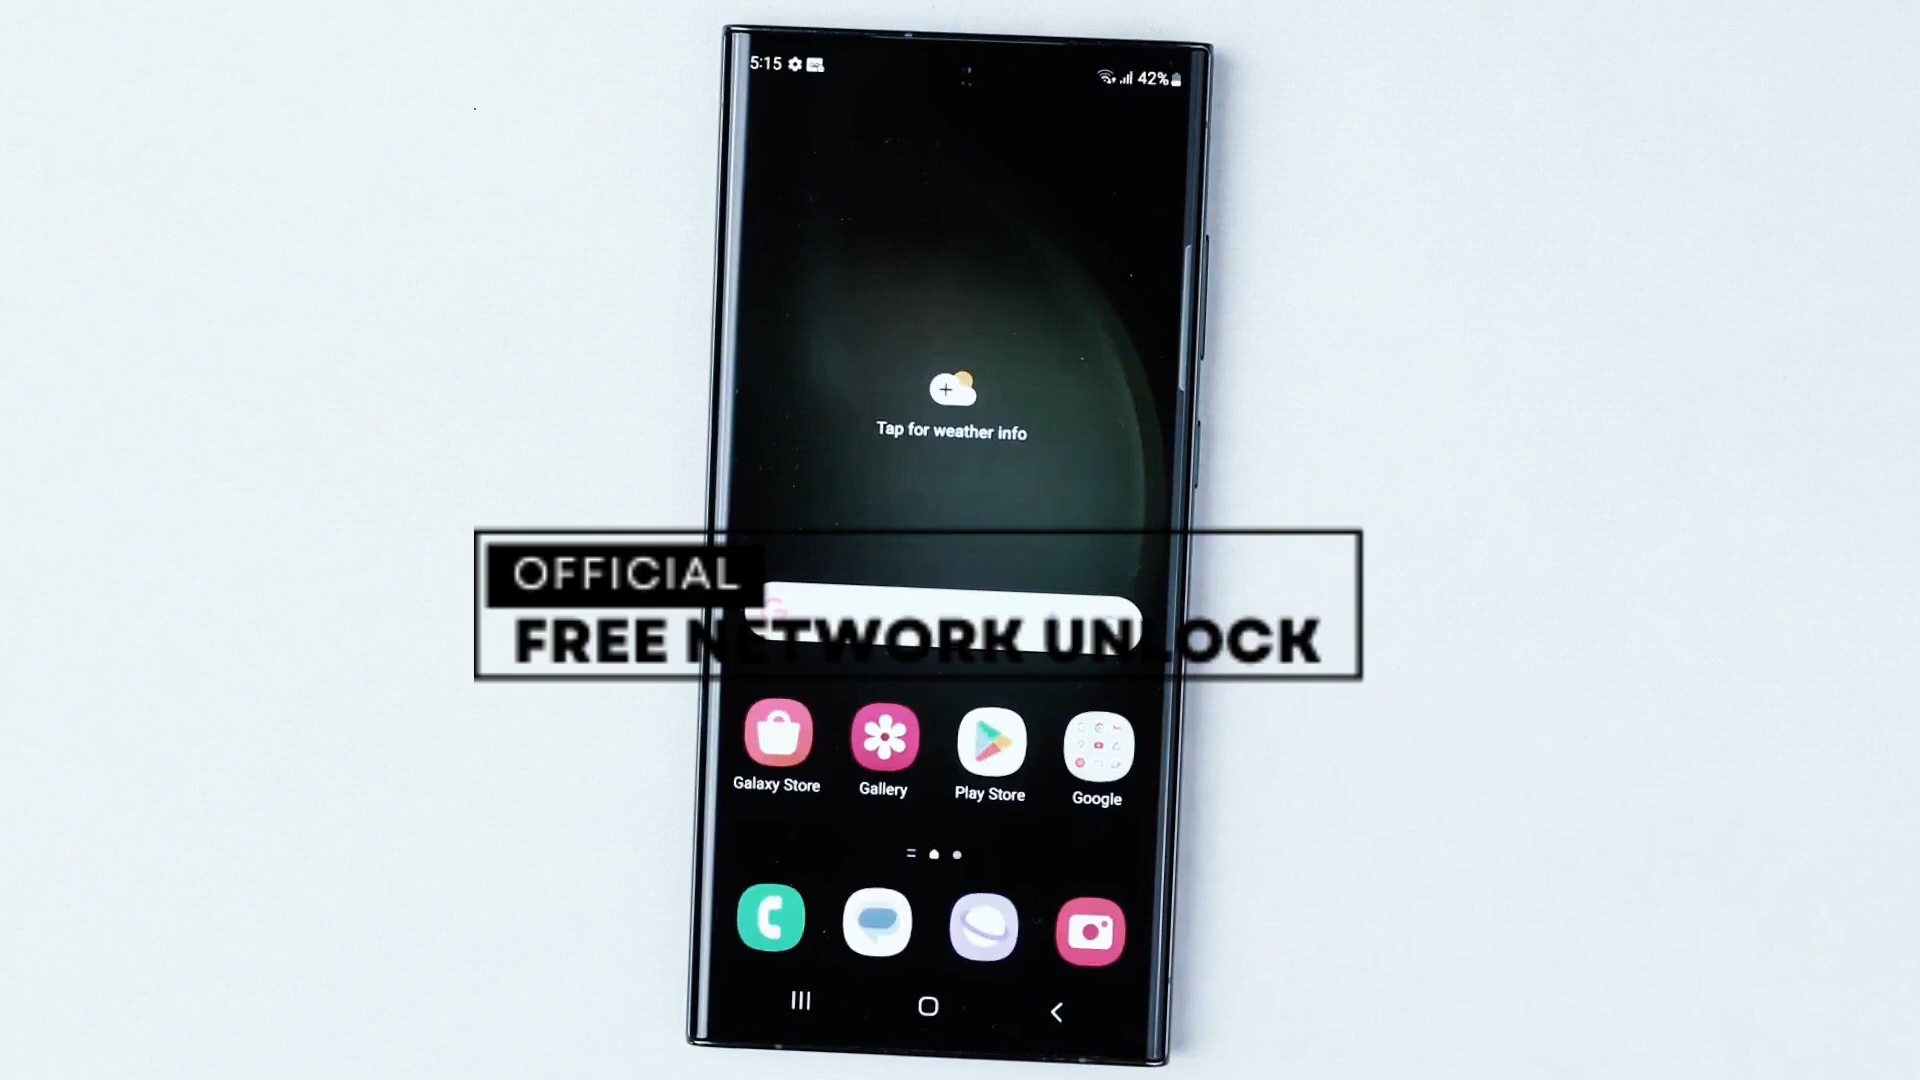 5:15
42%
Tap for weather info
OFFICIAL
G
FREE NETWORK UNLOCK
Galaxy Store
Gallery
Play Store
Google